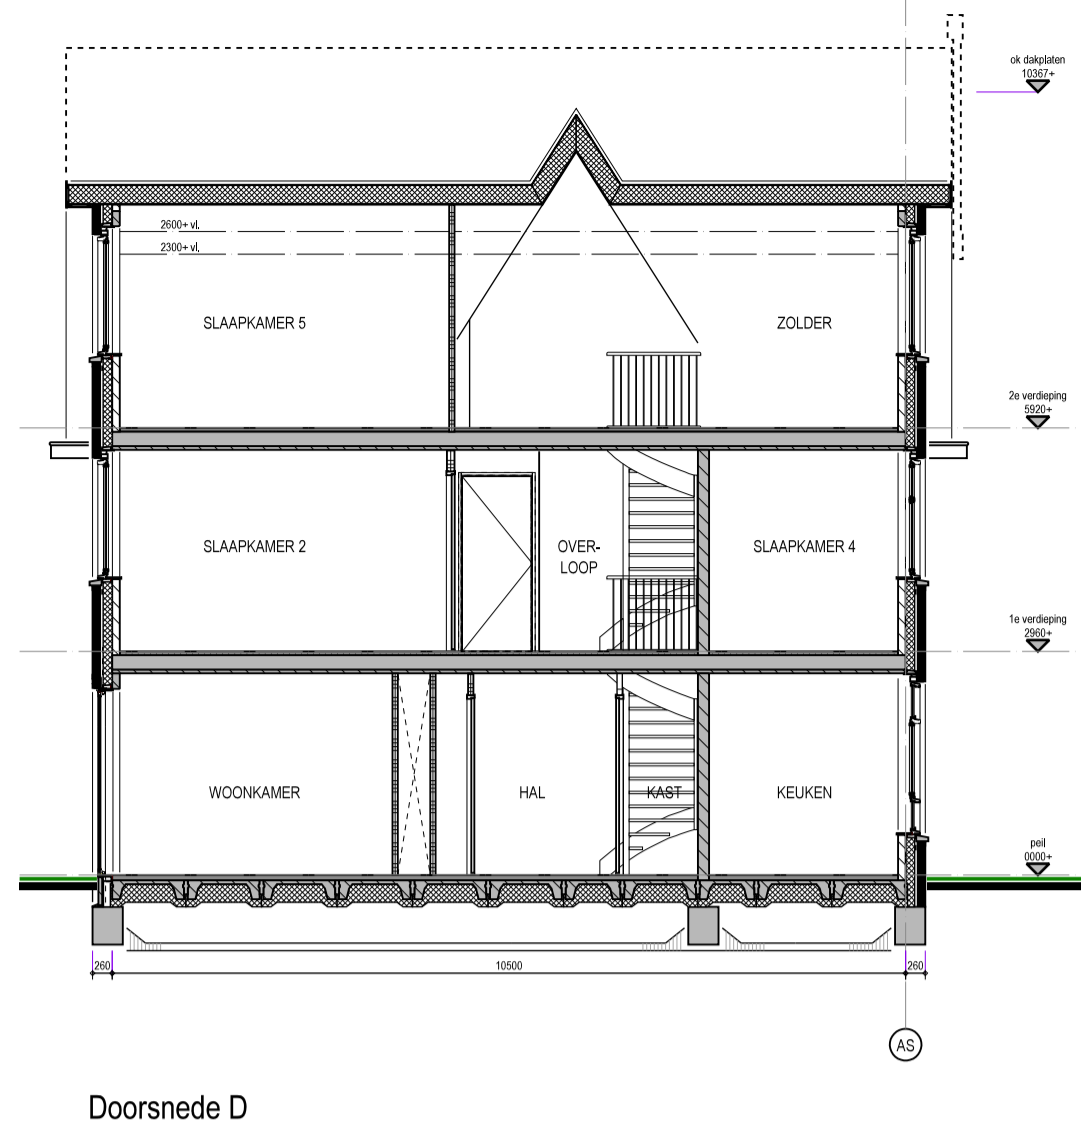 ok dakplaten
10367+
2600+ vl.
2300+ vl.
SLAAPKAMER 5
ZOLDER
2e verdieping
5920+
SLAAPKAMER 2
OVER-
LOOP
SLAAPKAMER 4
1e verdieping
2960+
WOONKAMER
HAL
KAST
KEUKEN
peil
0000+
260
10500
260
AS
Doorsnede D